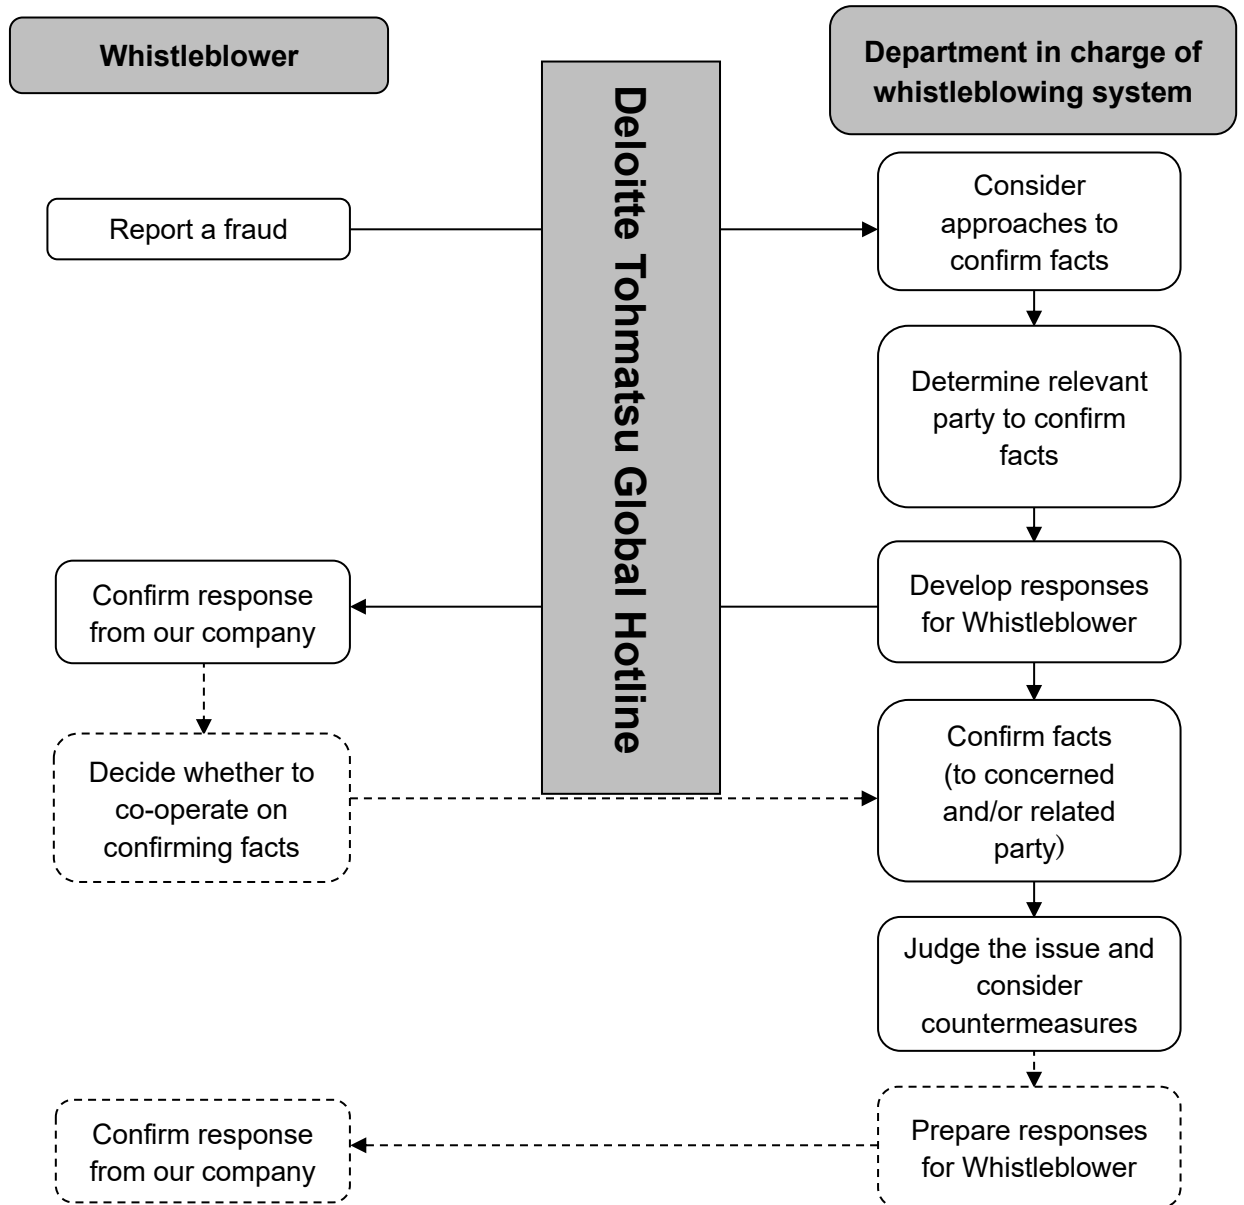 Whistleblower
Department in charge of
whistleblowing system
Deloitte Tohmatsu Global Hotline
Report a fraud
Consider
approaches to
confirm facts
Determine relevant
party to confirm
facts
Develop responses
for Whistleblower
Confirm response
from our company
Decide whether to
co-operate on
confirming facts
Confirm facts
(to concerned
and/or related
party)
Judge the issue and
consider
countermeasures
Prepare responses
for Whistleblower
Confirm response
from our company